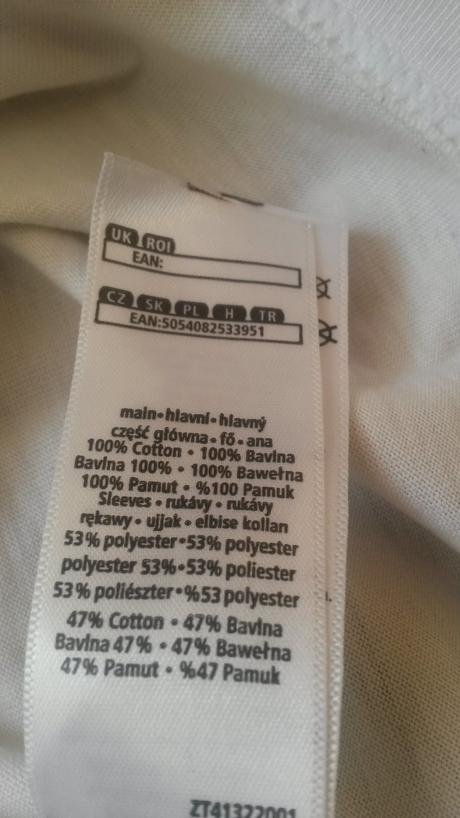 UK ROI
EAN:
CZ SK PL H TR
EAN:5054082533951
main•hlavní•hlavný
część główna•fő•ana
100% Cotton • 100% Bavlna
Bavlna 100% • 100% Bawełna
100% Pamut • %100 Pamuk
Sleeves • rukávy • rukávy
rękawy • ujjak • elbise kolları
53% polyester•53% polyester
polyester 53%•53% poliester
53% poliészter•%53 polyester
47% Cotton • 47% Bavlna
Bavlna 47% • 47% Bawełna
47% Pamut • %47 Pamuk
ZT41322001